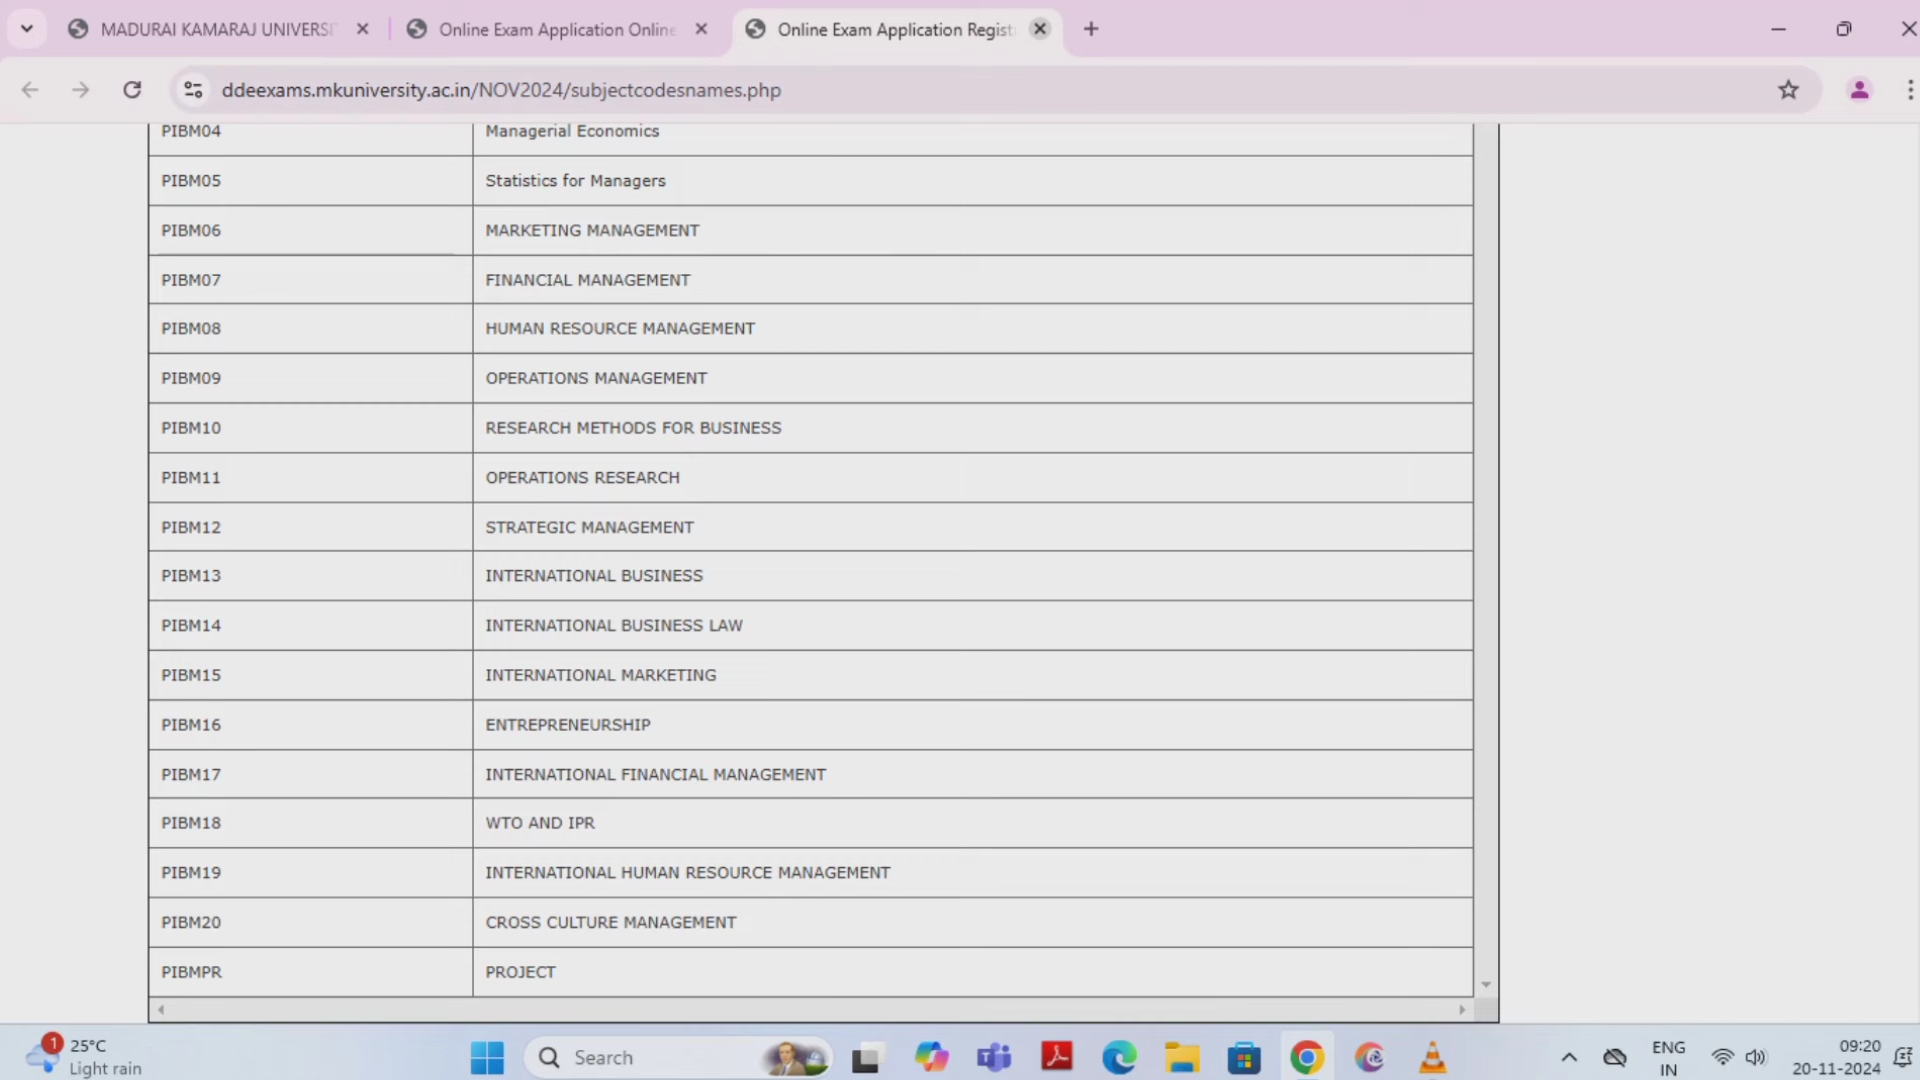 MADURAI KAMARAJ UNIVERSI
Online Exam Application Online
Online Exam Application Regist
ddeexams.mkuniversity.ac.in/NOV2024/subjectcodesnames.php
PIBM04 Managerial Economics
PIBM05 Statistics for Managers
PIBM06 MARKETING MANAGEMENT
PIBM07 FINANCIAL MANAGEMENT
PIBM08 HUMAN RESOURCE MANAGEMENT
PIBM09 OPERATIONS MANAGEMENT
PIBM10 RESEARCH METHODS FOR BUSINESS
PIBM11 OPERATIONS RESEARCH
PIBM12 STRATEGIC MANAGEMENT
PIBM13 INTERNATIONAL BUSINESS
PIBM14 INTERNATIONAL BUSINESS LAW
PIBM15 INTERNATIONAL MARKETING
PIBM16 ENTREPRENEURSHIP
PIBM17 INTERNATIONAL FINANCIAL MANAGEMENT
PIBM18 WTO AND IPR
PIBM19 INTERNATIONAL HUMAN RESOURCE MANAGEMENT
PIBM20 CROSS CULTURE MANAGEMENT
PIBMPR PROJECT
1
25°C
Light rain
Search
ENG
IN
09:20
20-11-2024